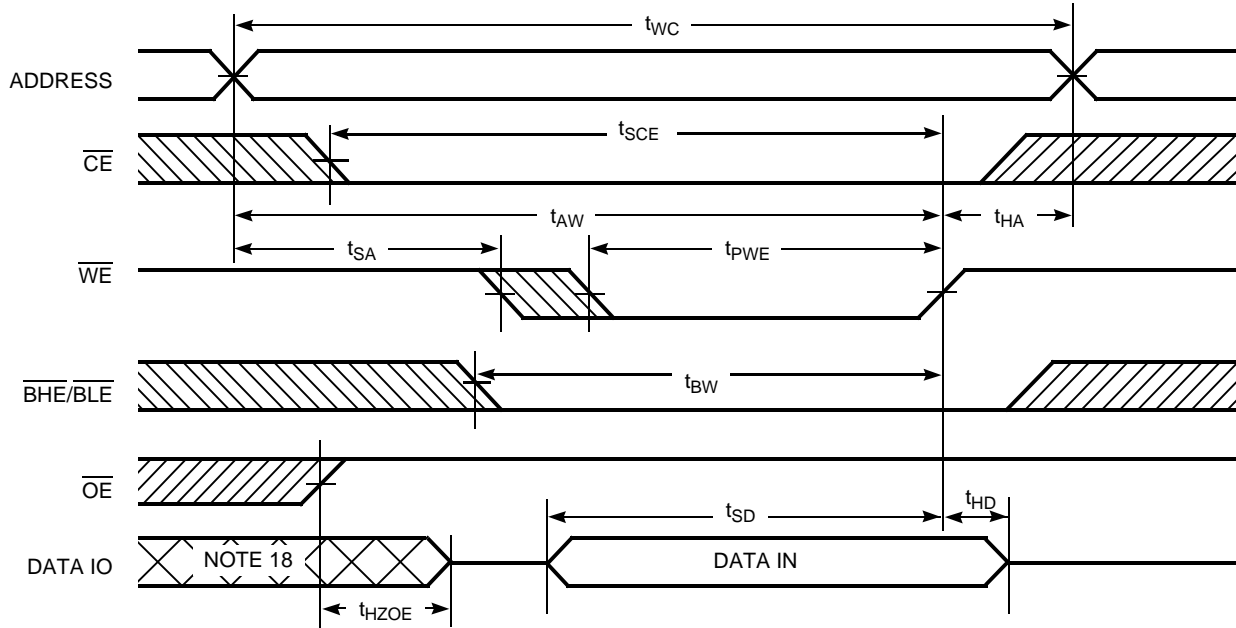 tWC
ADDRESS
tSCE
CE
tAW
tHA
tSA
tPWE
WE
tBW
BHE/BLE
OE
tSD
tHD
DATA IO
NOTE 18
DATA IN
tHZOE